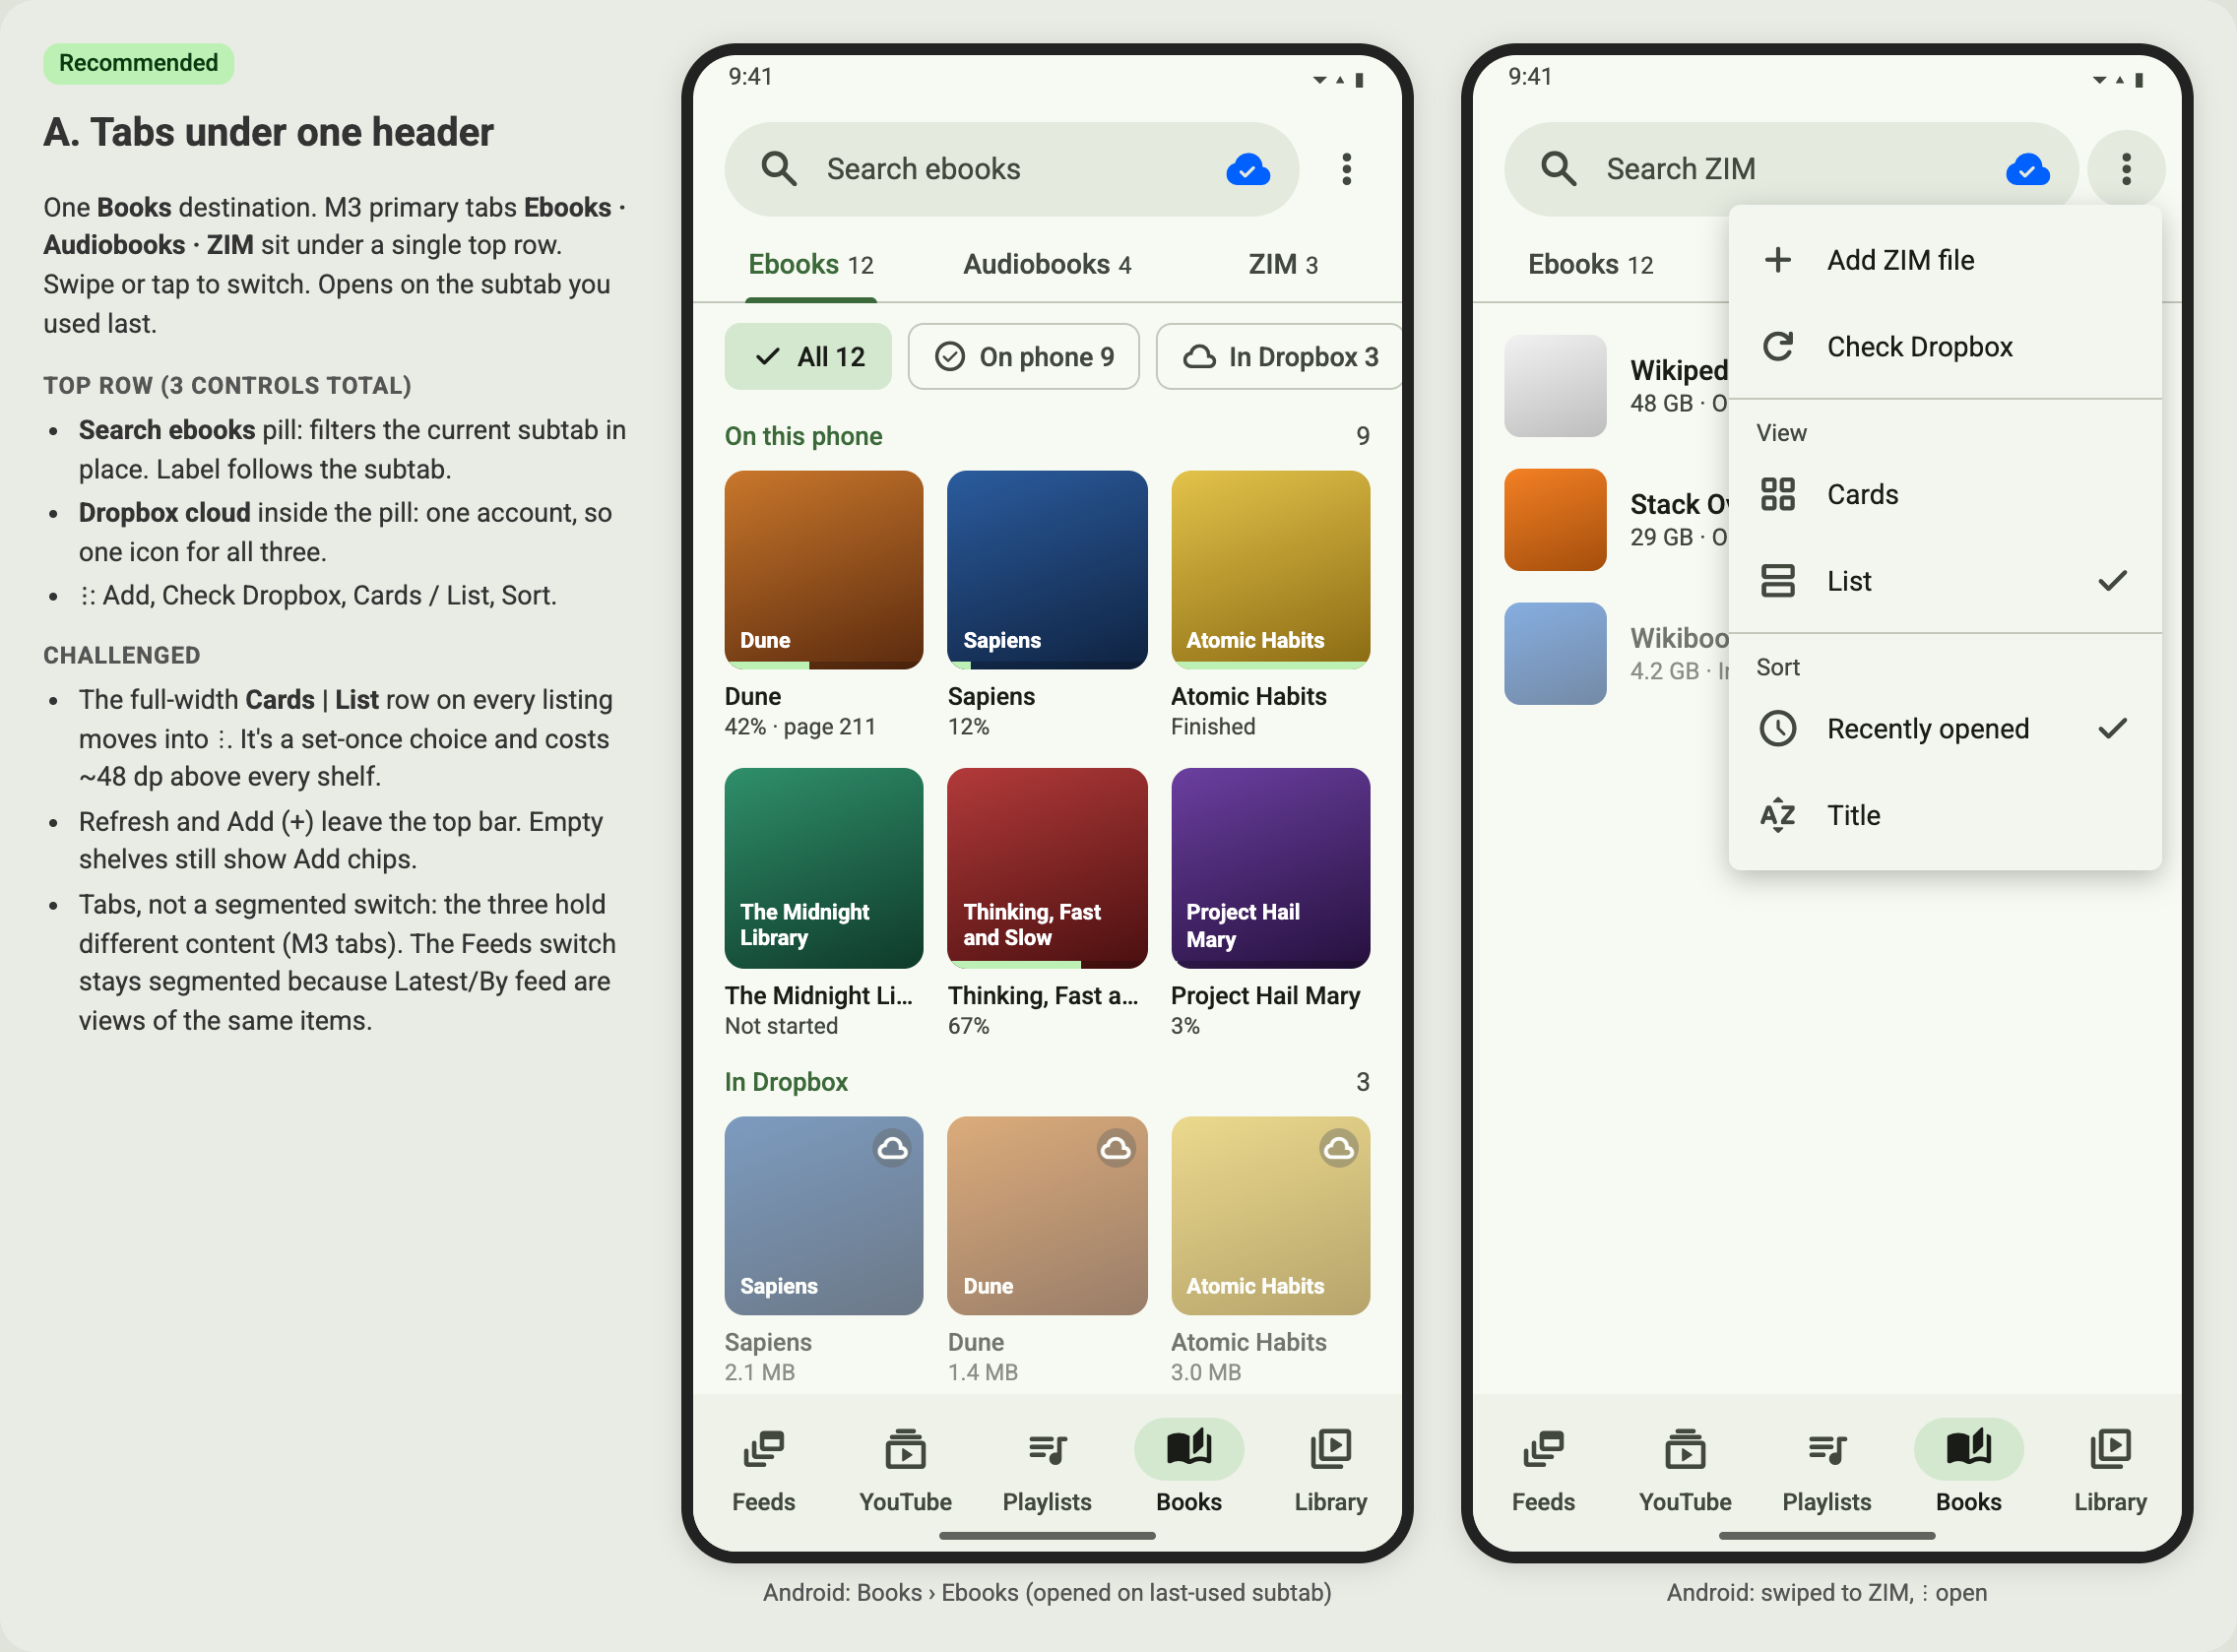 Recommended
A. Tabs under one header
One Books destination. M3 primary tabs Ebooks ·
Audiobooks · ZIM sit under a single top row.
Swipe or tap to switch. Opens on the subtab you
used last.
TOP ROW (3 CONTROLS TOTAL)
• Search ebooks pill: filters the current subtab in
place. Label follows the subtab.
• Dropbox cloud inside the pill: one account, so
one icon for all three.
• ⋮: Add, Check Dropbox, Cards / List, Sort.
CHALLENGED
• The full-width Cards | List row on every listing
moves into ⋮. It's a set-once choice and costs
~48 dp above every shelf.
• Refresh and Add (+) leave the top bar. Empty
shelves still show Add chips.
• Tabs, not a segmented switch: the three hold
different content (M3 tabs). The Feeds switch
stays segmented because Latest/By feed are
views of the same items.
9:41
Search ebooks
Ebooks 12 Audiobooks 4 ZIM 3
All 12 On phone 9 In Dropbox 3
On this phone 9
Dune Sapiens Atomic Habits
Dune Sapiens Atomic Habits
42% · page 211 12% Finished
The Midnight Thinking, Fast Project Hail
Library and Slow Mary
The Midnight Li... Thinking, Fast a... Project Hail Mary
Not started 67% 3%
In Dropbox 3
Sapiens Dune Atomic Habits
Sapiens Dune Atomic Habits
2.1 MB 1.4 MB 3.0 MB
Feeds YouTube Playlists Books Library
Android: Books › Ebooks (opened on last-used subtab)
9:41
Search ZIM
Ebooks 12
Wikiped
48 GB · O
Stack Ov
29 GB · O
Wikiboo
4.2 GB · Ir
Add ZIM file
Check Dropbox
View
Cards
List
Sort
Recently opened
AZ Title
Feeds YouTube Playlists Books Library
Android: swiped to ZIM, ⋮ open